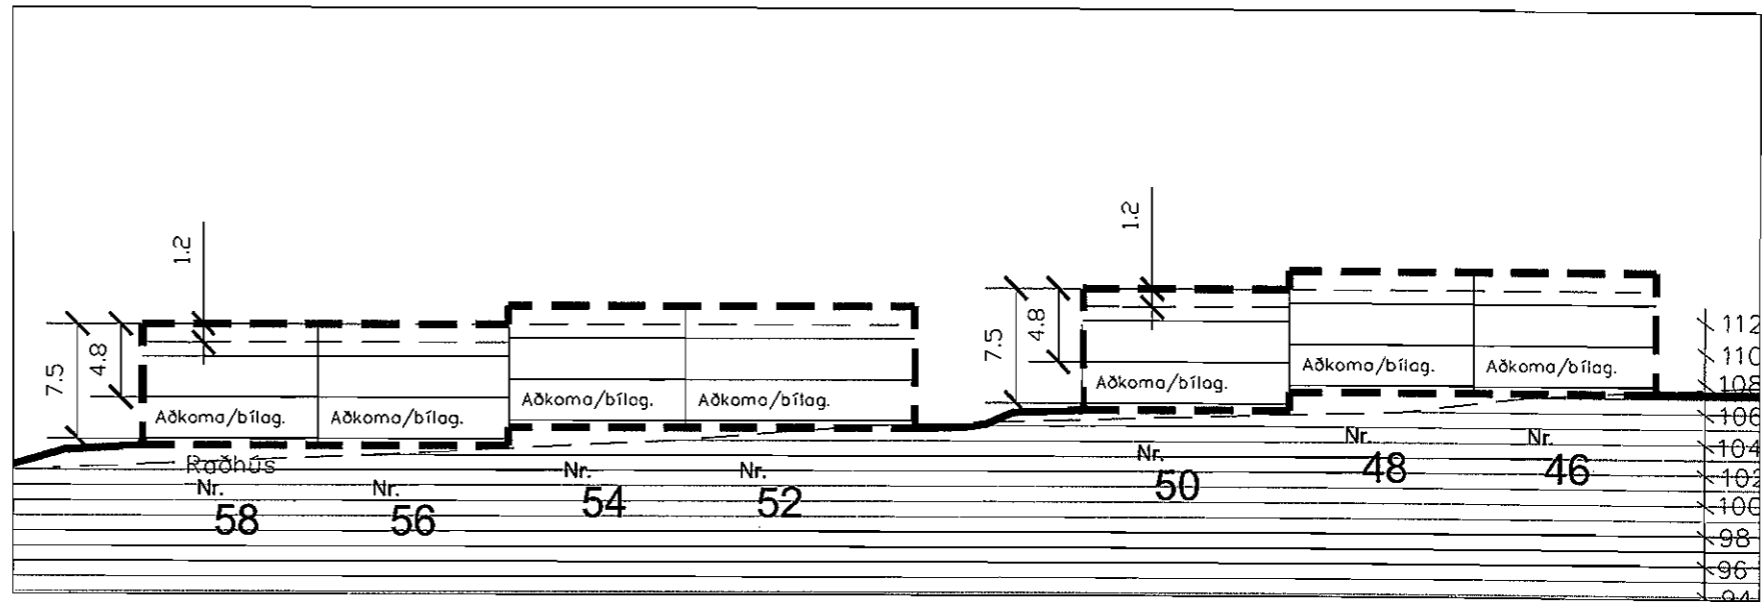 1.2
1.2
7.5
4.8
7.5
4.8
112
110
108
106
104
102
100
98
96
94
Aðkoma/bílag.
Aðkoma/bílag.
Aðkoma/bílag.
Aðkoma/bílag.
Aðkoma/bílag.
Aðkoma/bílag.
Aðkoma/bílag.
Raðhús
Nr.
58
Nr.
56
Nr.
54
Nr.
52
Nr.
50
Nr.
48
Nr.
46